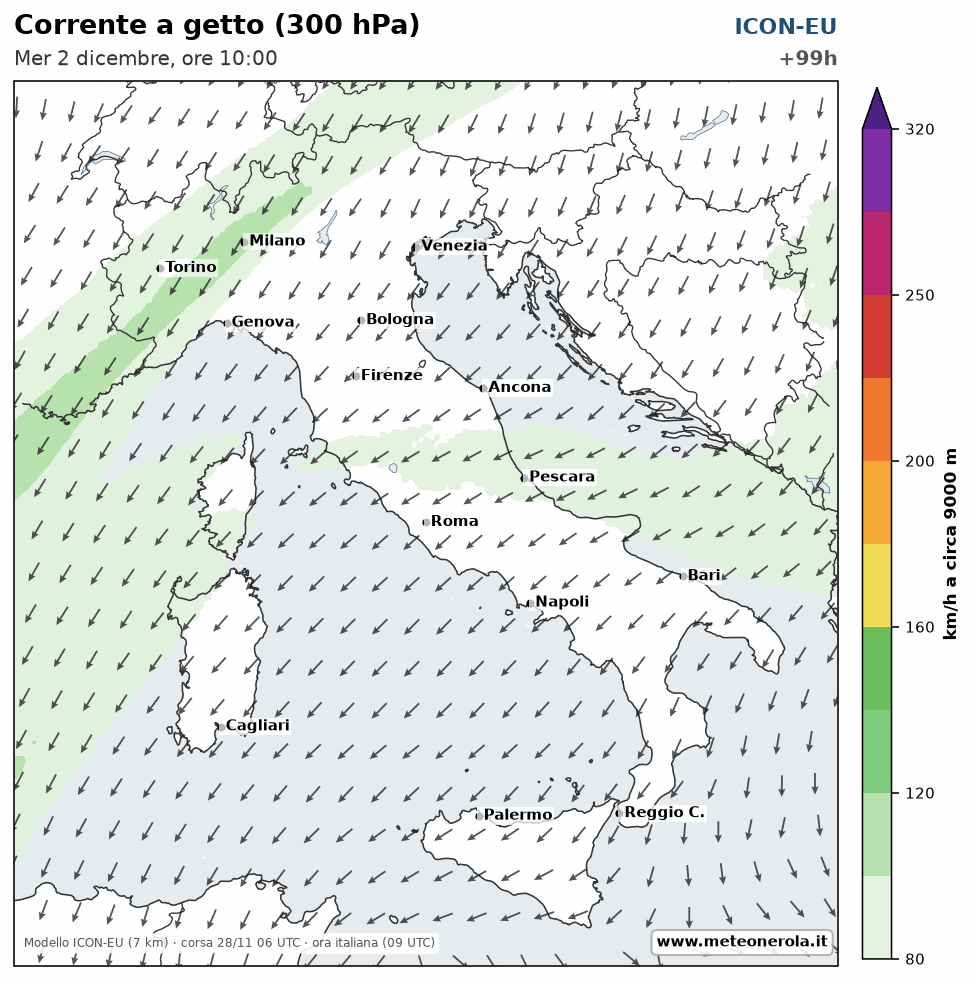 Corrente a getto (300 hPa)
ICON-EU
Mer 2 dicembre, ore 10:00
+99h
Milano
Venezia
Torino
Genova
Bologna
Firenze
Ancona
Pescara
Roma
Bari
Napoli
Cagliari
Palermo
Reggio C.
320
250
200
160
120
80
km/h a circa 9000 m
Modello ICON-EU (7 km) · corsa 28/11 06 UTC · ora italiana (09 UTC)
www.meteonerola.it